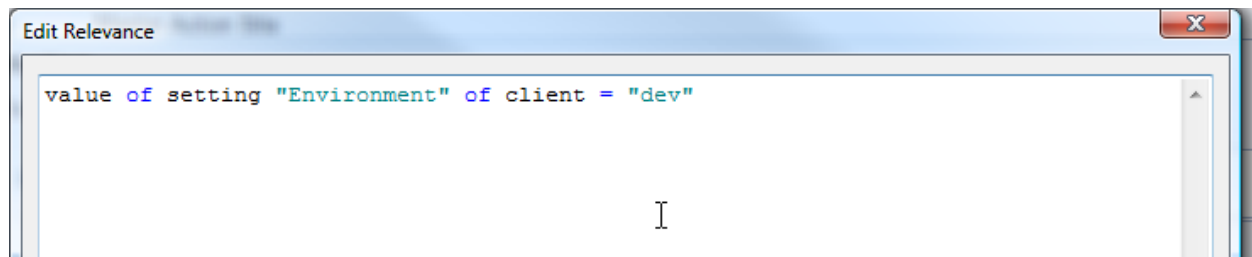 Edit Relevance
value of setting "Environment" of client = "dev"